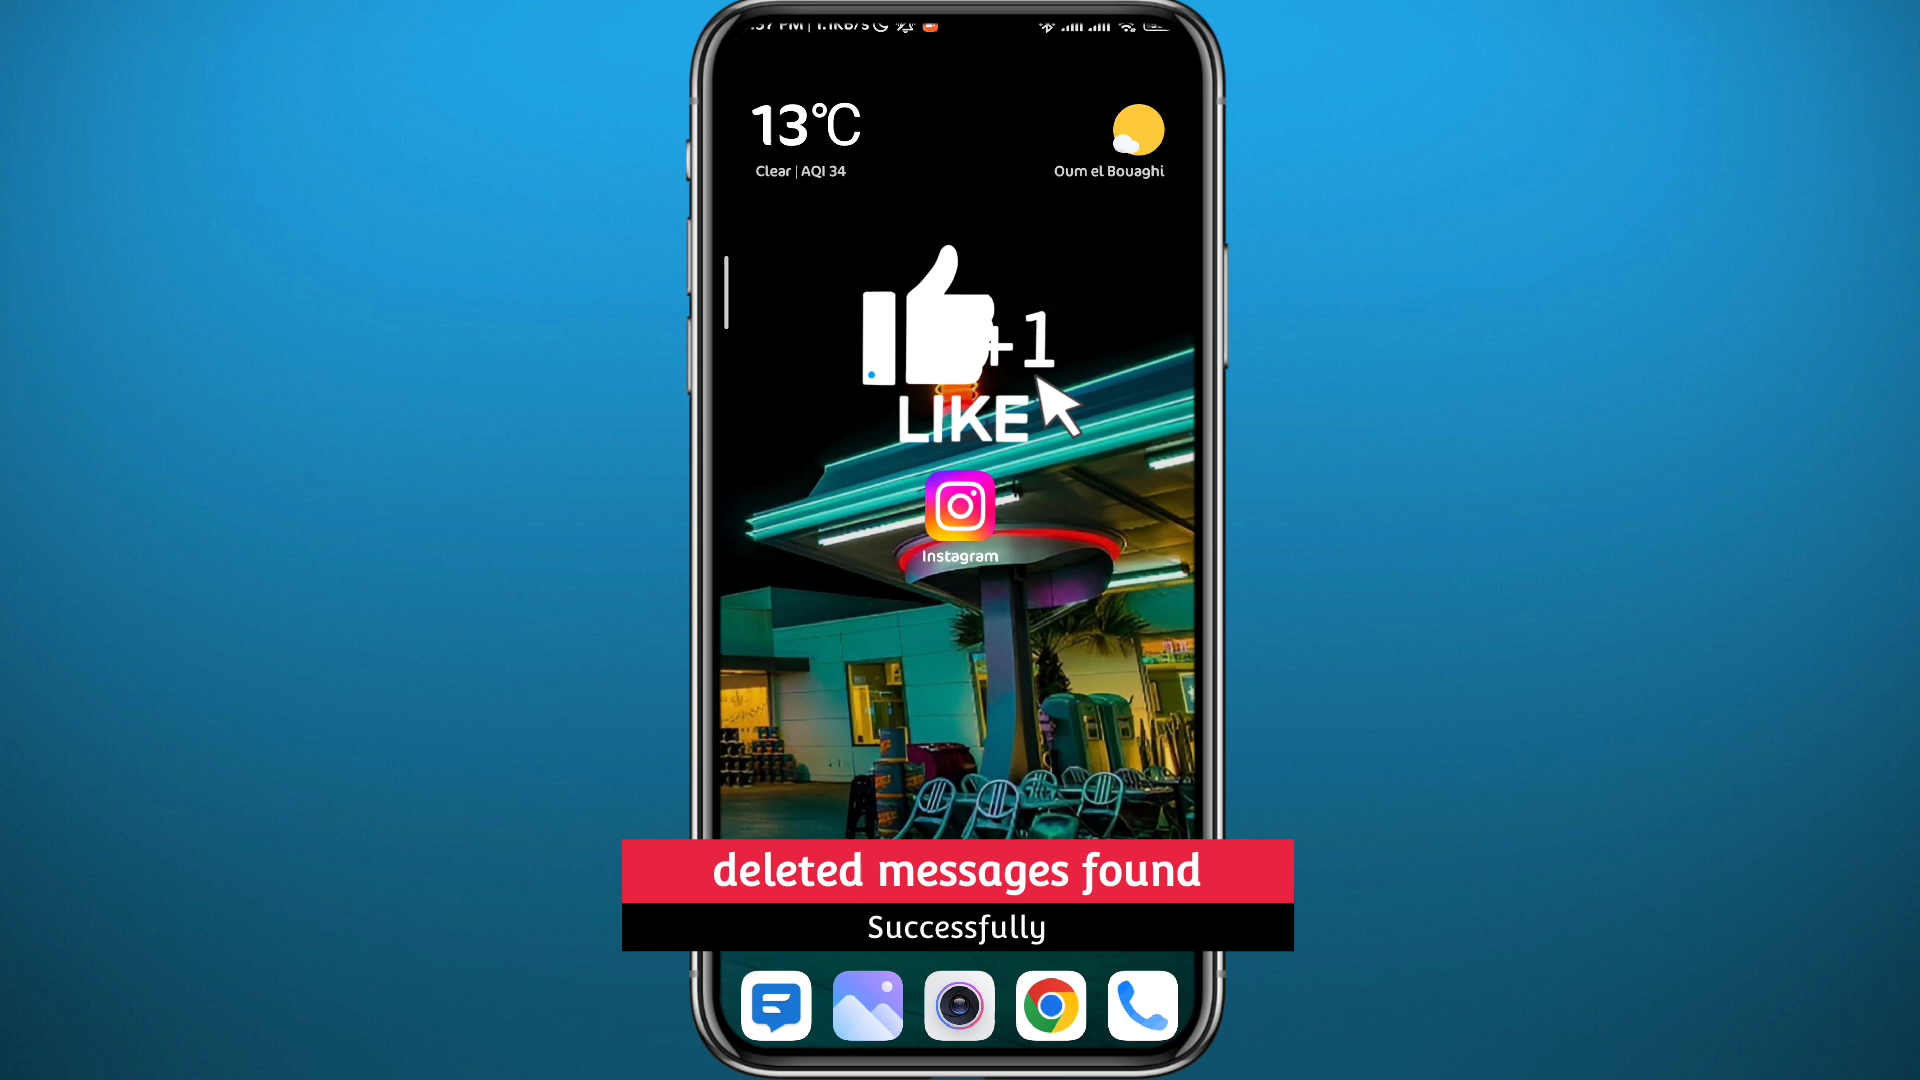 13°C
Clear | AQI 34
Oum el Bouaghi
+1
LIKE
Instagram
deleted messages found
Successfully